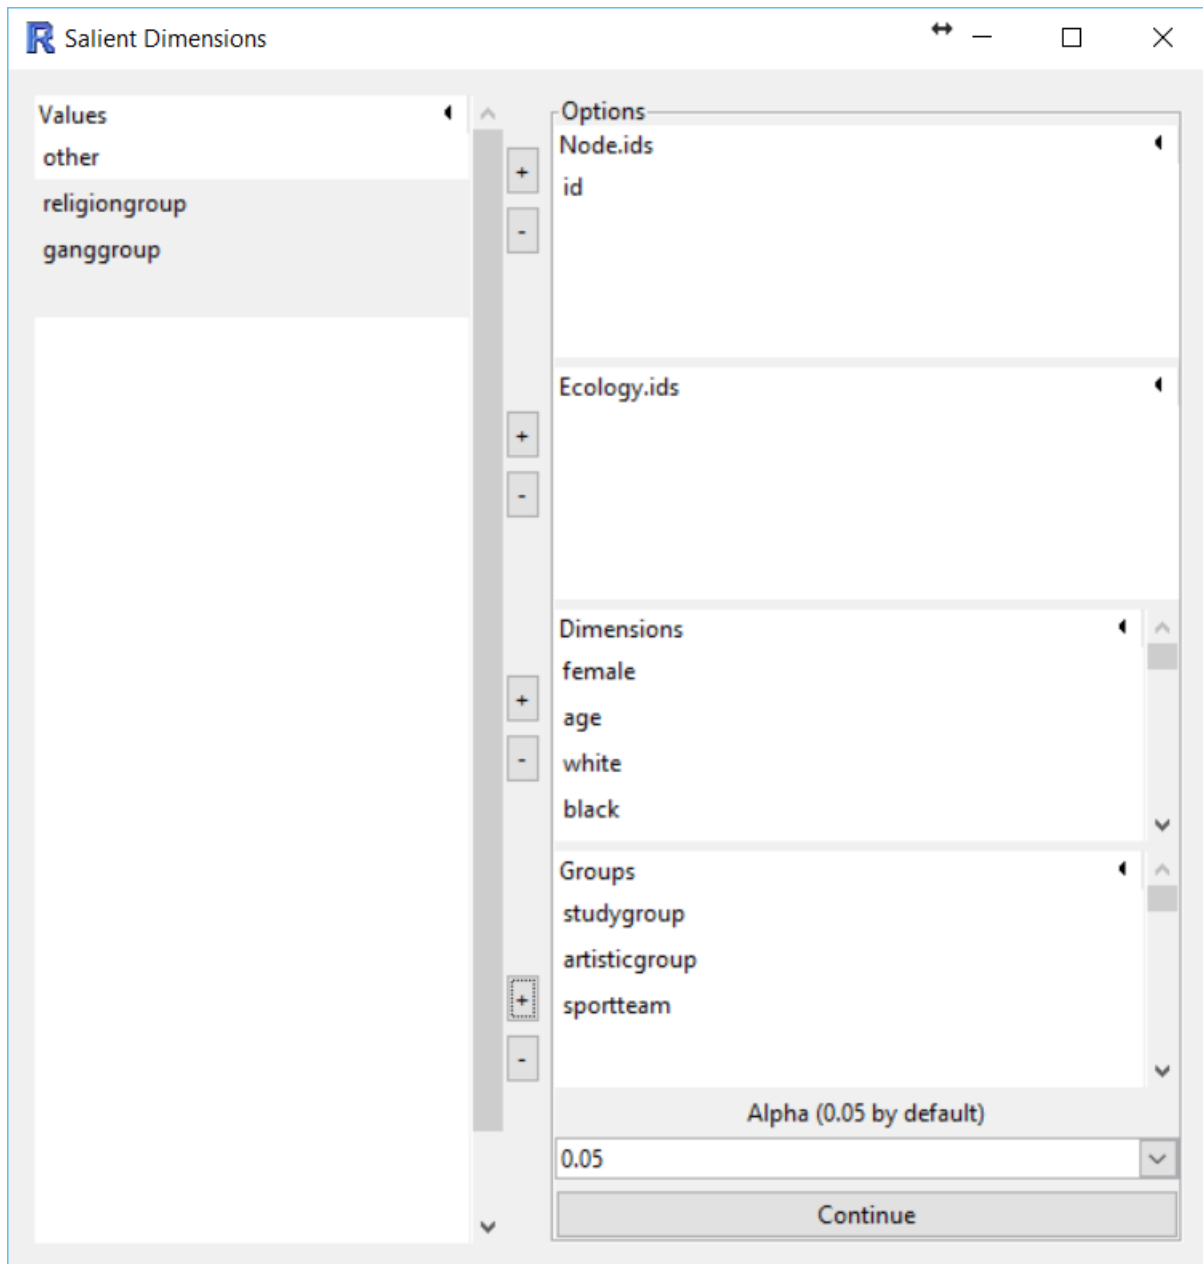 Salient Dimensions
Values
other
religiongroup
ganggroup
+
-
+
-
+
-
+
-
Options
Node.ids
id
Ecology.ids
Dimensions
female
age
white
black
Groups
studygroup
artisticgroup
sportteam
Alpha (0.05 by default)
0.05
Continue